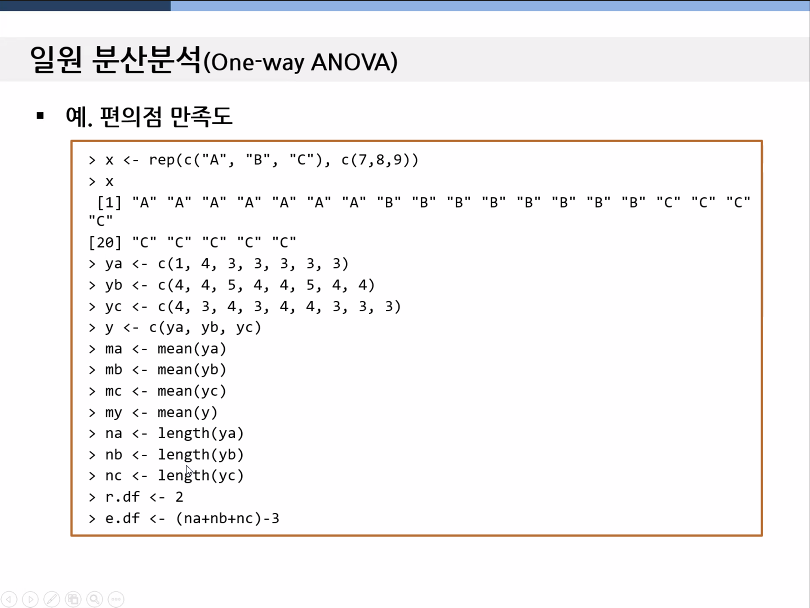 일원 분산분석(One-way ANOVA)
▪ 예. 편의점 만족도
> x <- rep(c("A", "B", "C"), c(7,8,9))
> x
[1] "A" "A" "A" "A" "A" "A" "A" "B" "B" "B" "B" "B" "B" "B" "B" "C" "C" "C"
"C"
[20] "C" "C" "C" "C" "C"
> ya <- c(1, 4, 3, 3, 3, 3, 3)
> yb <- c(4, 4, 5, 4, 4, 5, 4, 4)
> yc <- c(4, 3, 4, 3, 4, 4, 3, 3, 3)
> y <- c(ya, yb, yc)
> ma <- mean(ya)
> mb <- mean(yb)
> mc <- mean(yc)
> my <- mean(y)
> na <- length(ya)
> nb <- length(yb)
> nc <- length(yc)
> r.df <- 2
> e.df <- (na+nb+nc)-3